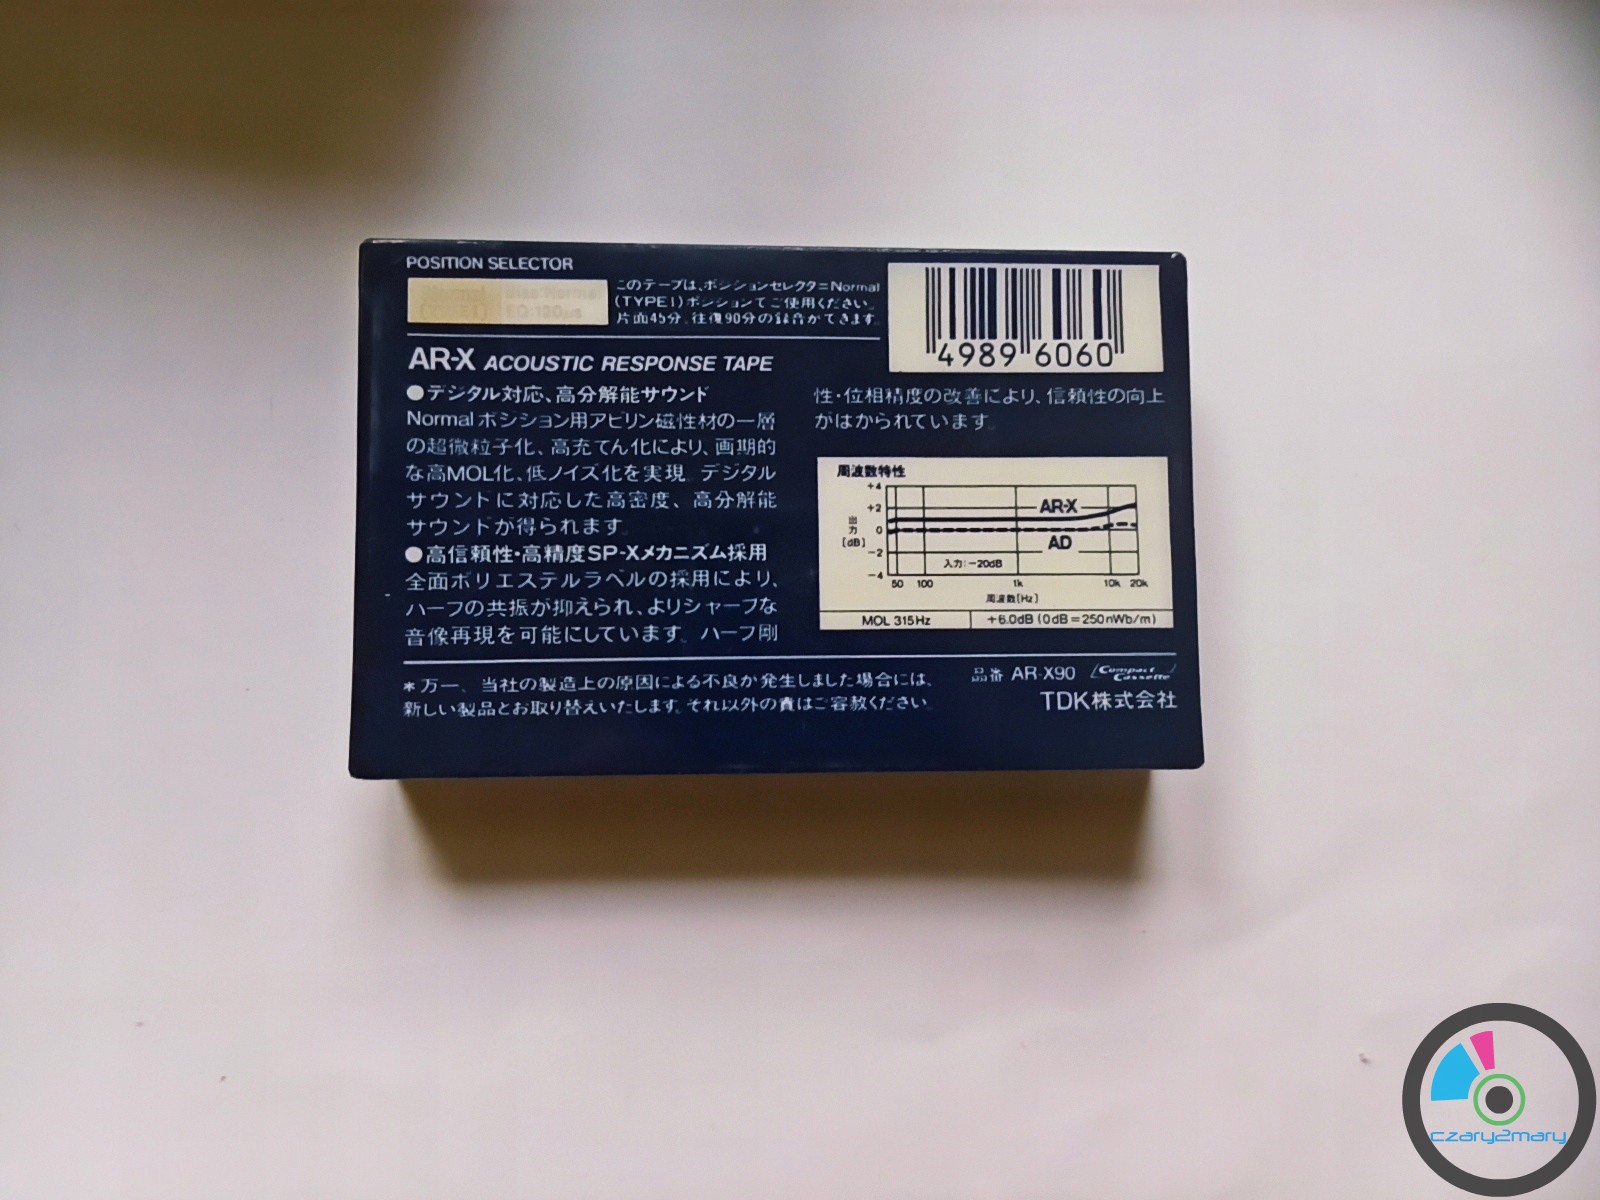 POSITION SELECTOR
Bias:Normal
EQ:120μs
このテープは、ポジションセレクタ=Normal
(TYPE I)ポジションでご使用ください。
片面45分、往復90分の録音ができます。
4989 6060
AR-X ACOUSTIC RESPONSE TAPE
●デジタル対応、高分解能サウンド
Normalポジション用アビリン磁性材の一層
の超微粒子化、高充てん化により、画期的
な高MOL化、低ノイズ化を実現。デジタル
サウンドに対応した高密度、高分解能
サウンドが得られます。
●高信頼性・高精度SP-Xメカニズム採用
全面ポリエステルラベルの採用により、
ハーフの共振が抑えられ、よりシャープな
音像再現を可能にしています。ハーフ剛
性・位相精度の改善により、信頼性の向上
がはかられています。
周波数特性
+4
+2
0
-2
-4
出力
[dB]
AR-X
AD
入力:-20dB
50 100 1k 10k 20k
周波数[Hz]
MOL 315Hz +6.0dB (0dB=250nWb/m)
*万一、当社の製造上の原因による不良が発生しました場合には、
新しい製品とお取り替えいたします。それ以外の責はご容赦ください。
品番 AR-X90 Compact Cassette
TDK株式会社
czary2mary